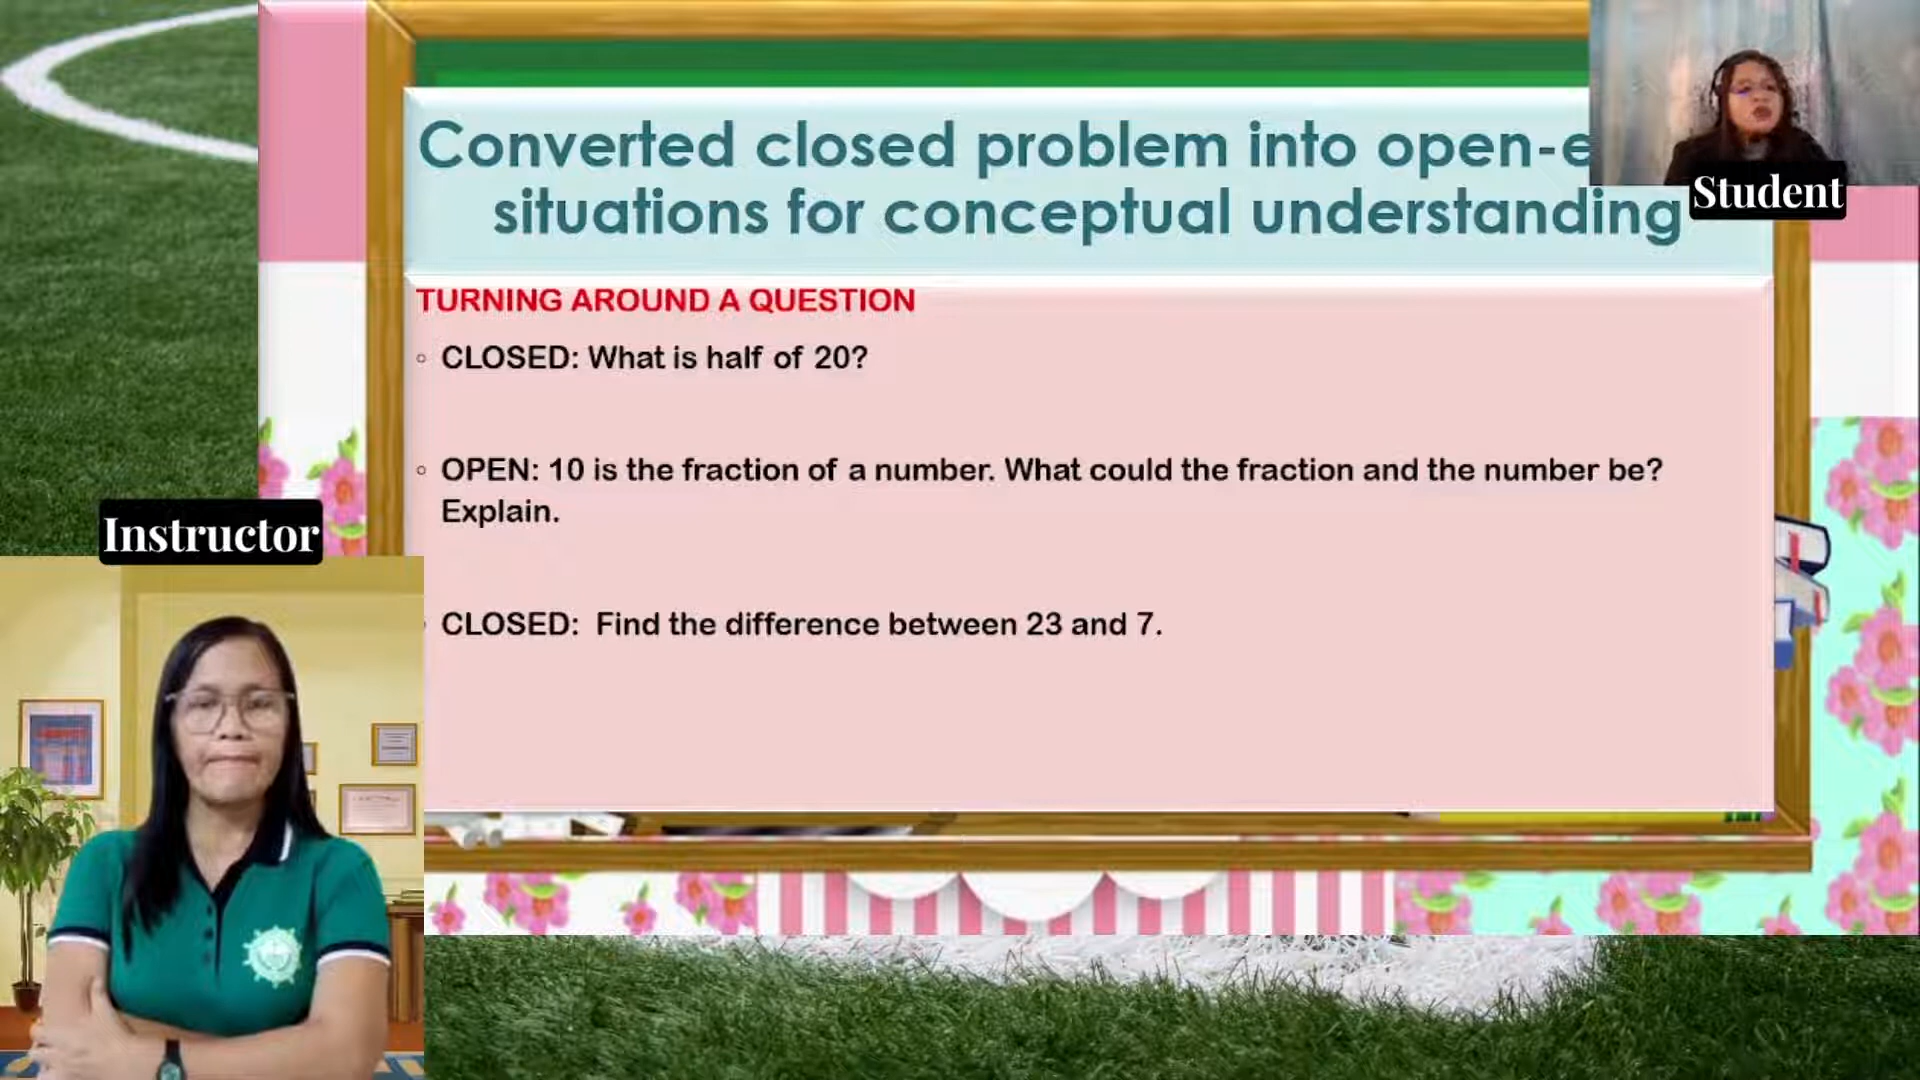 Converted closed problem into open-e
situations for conceptual understanding
Student
TURNING AROUND A QUESTION
CLOSED: What is half of 20?
OPEN: 10 is the fraction of a number. What could the fraction and the number be?
Explain.
Instructor
CLOSED: Find the difference between 23 and 7.